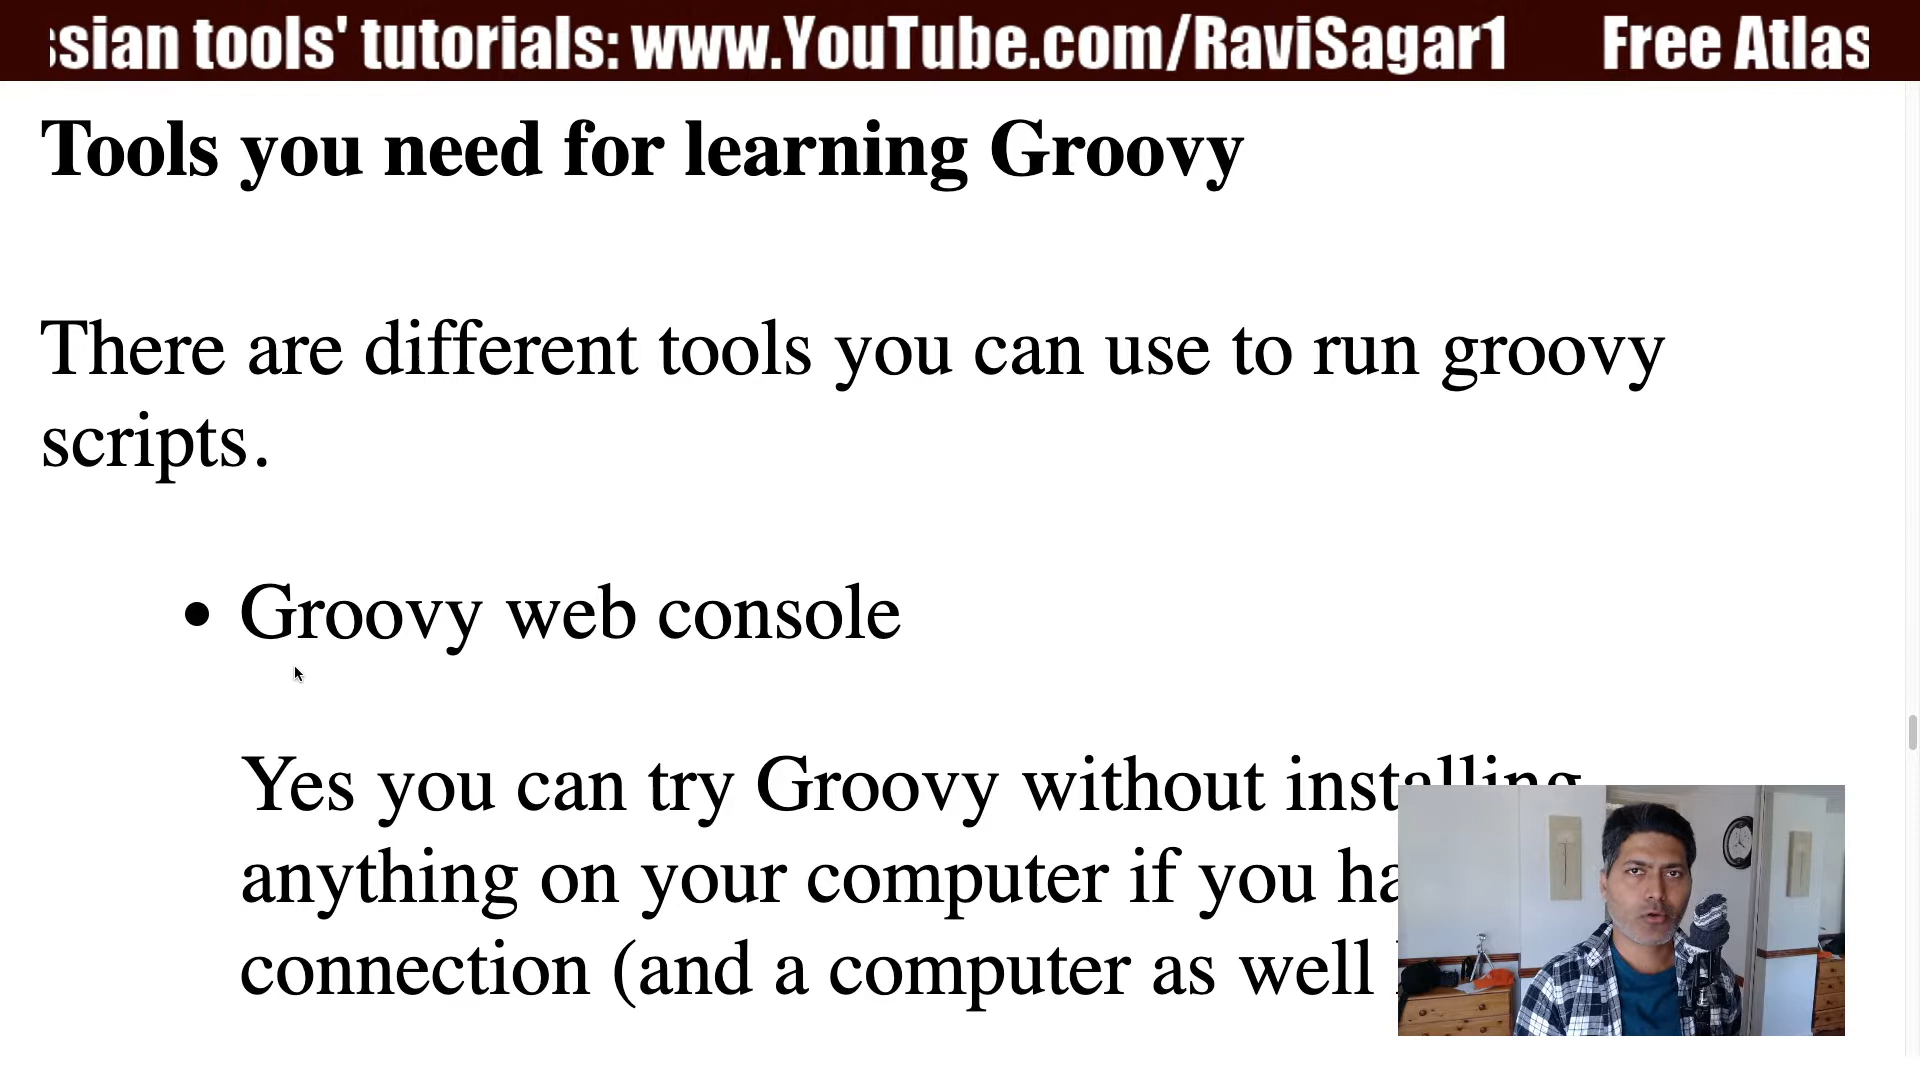 ssian tools' tutorials: www.YouTube.com/RaviSagar1 Free Atlas
Tools you need for learning Groovy
There are different tools you can use to run groovy
scripts.
• Groovy web console
Yes you can try Groovy without installing
anything on your computer if you ha
connection (and a computer as well